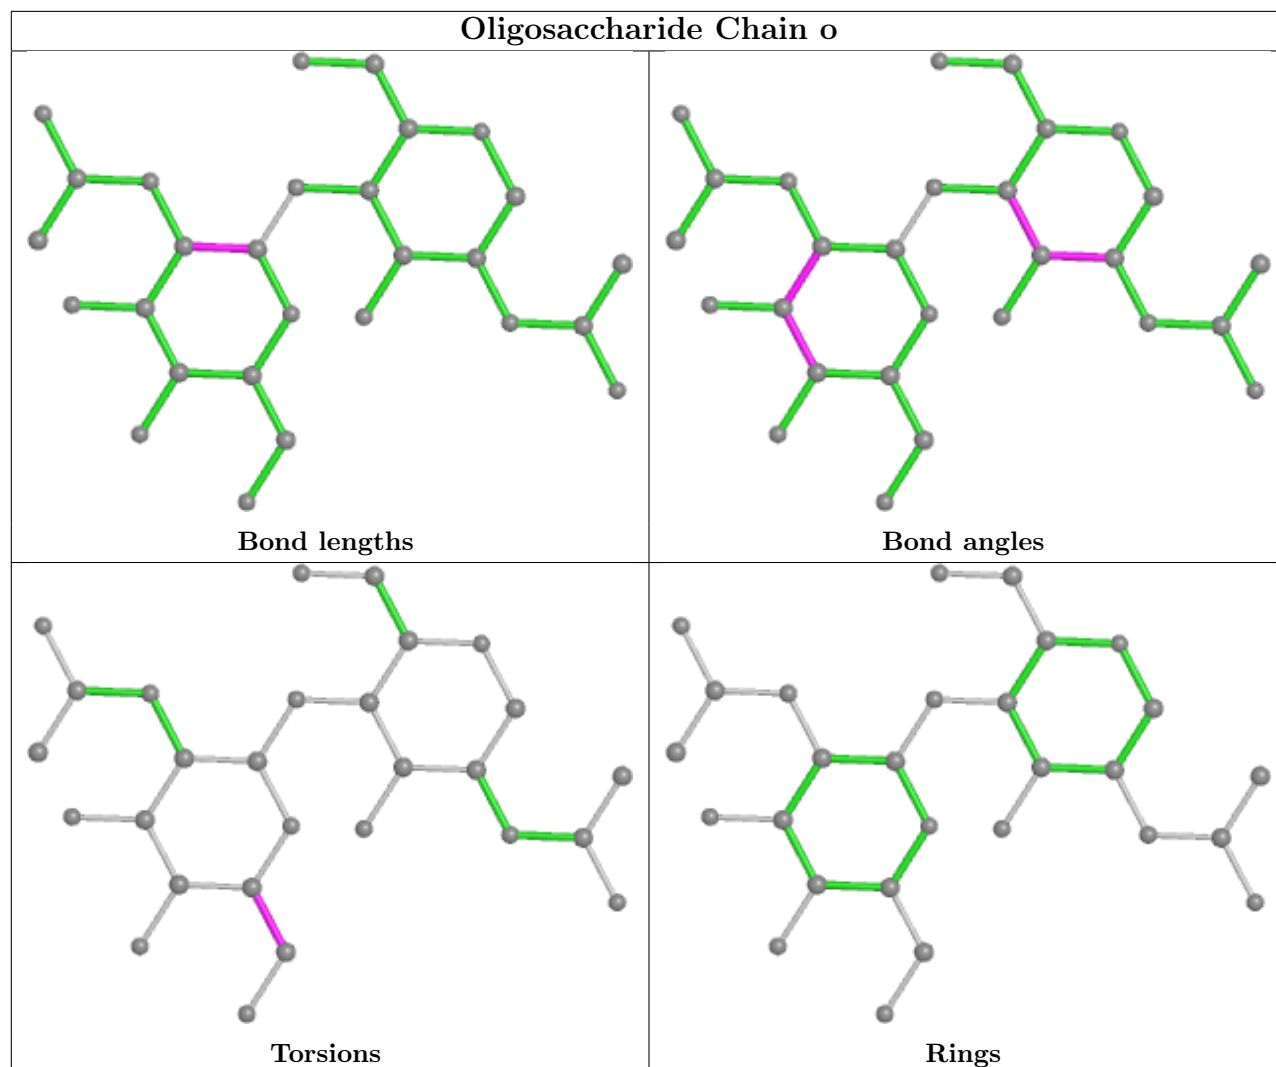 Oligosaccharide Chain o
Bond lengths
Bond angles
Torsions
Rings